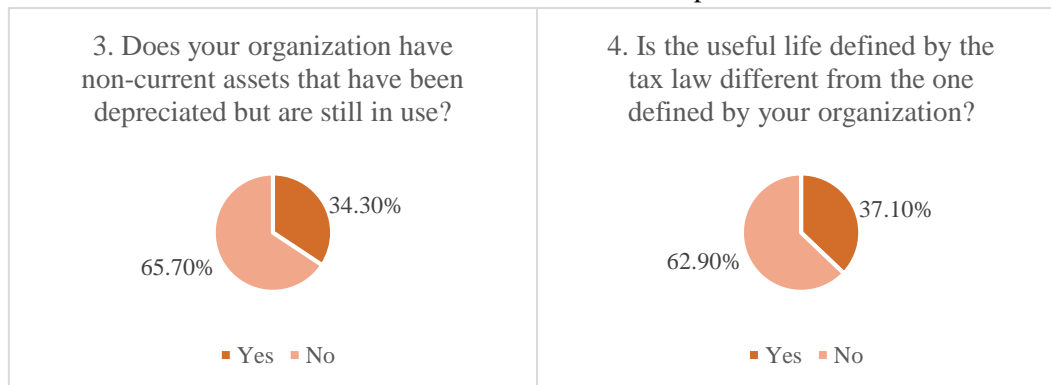 3. Does your organization have
non-current assets that have been
depreciated but are still in use?
34.30%
65.70%
Yes No
4. Is the useful life defined by the
tax law different from the one
defined by your organization?
37.10%
62.90%
Yes No